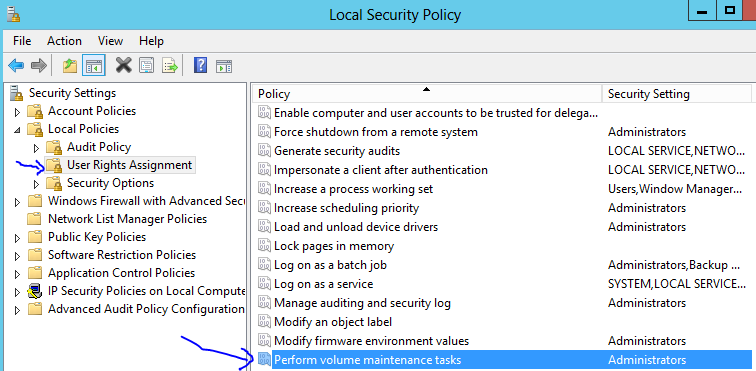 Local Security Policy
File Action View Help
Security Settings
Account Policies
Local Policies
Audit Policy
User Rights Assignment
Security Options
Windows Firewall with Advanced Secu
Network List Manager Policies
Public Key Policies
Software Restriction Policies
Application Control Policies
IP Security Policies on Local Compute
Advanced Audit Policy Configuration
Policy Security Setting
Enable computer and user accounts to be trusted for delega...
Force shutdown from a remote system Administrators
Generate security audits LOCAL SERVICE,NETWO...
Impersonate a client after authentication LOCAL SERVICE,NETWO...
Increase a process working set Users,Window Manager...
Increase scheduling priority Administrators
Load and unload device drivers Administrators
Lock pages in memory
Log on as a batch job Administrators,Backup ...
Log on as a service SYSTEM,LOCAL SERVICE...
Manage auditing and security log Administrators
Modify an object label
Modify firmware environment values Administrators
Perform volume maintenance tasks Administrators